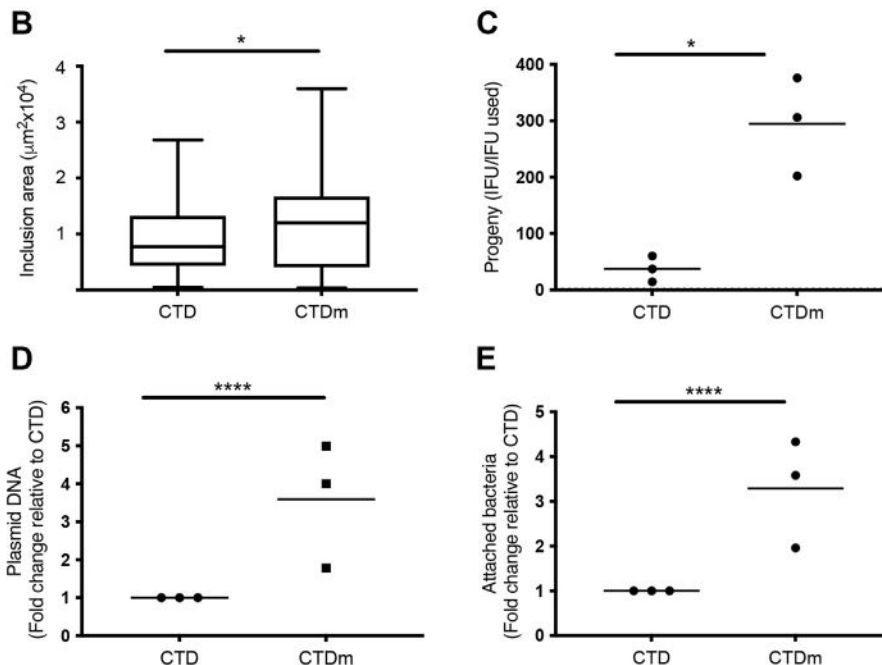 B
*
Inclusion area (μm²x10⁴)
4
3
2
1
CTD
CTDm
C
*
Progeny (IFU/IFU used)
400
300
200
100
0
CTD
CTDm
D
****
Plasmid DNA
(Fold change relative to CTD)
6
5
4
3
2
1
0
CTD
CTDm
E
****
Attached bacteria
(Fold change relative to CTD)
5
4
3
2
1
0
CTD
CTDm